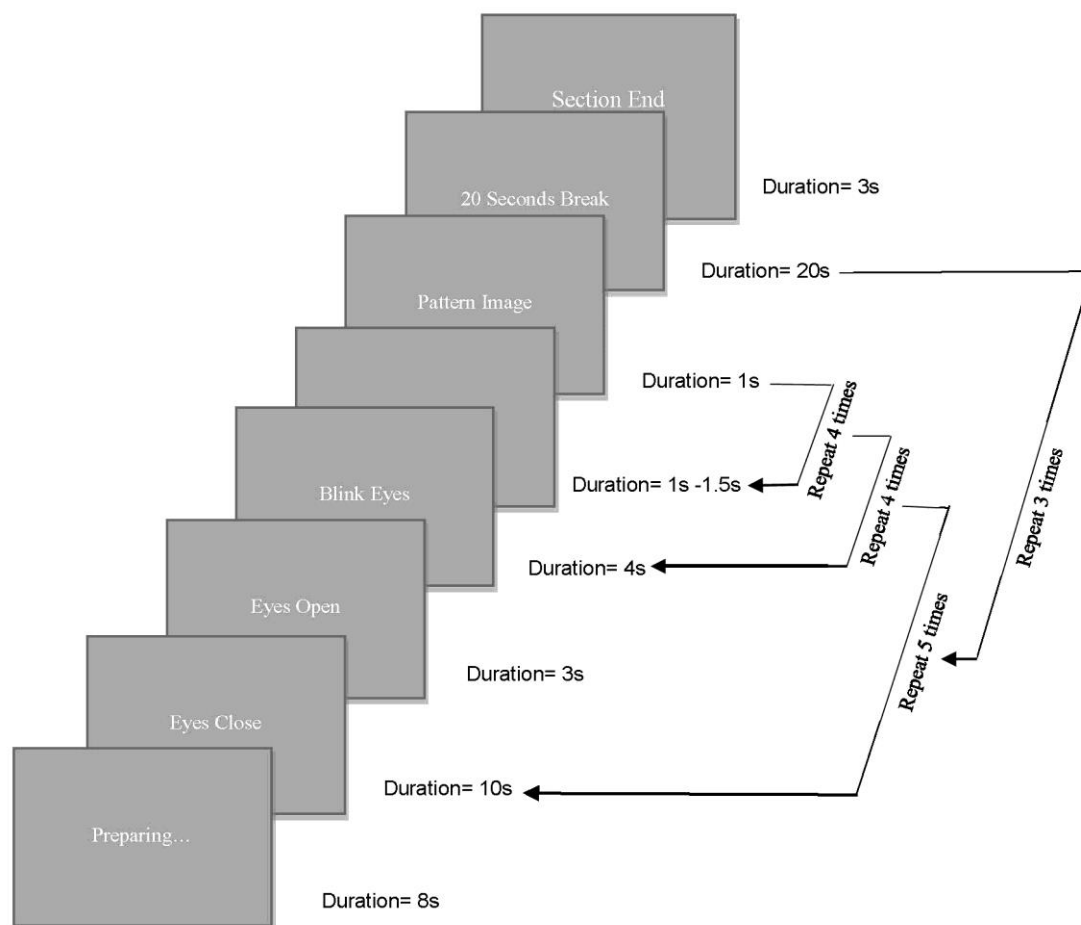 Section End
Duration= 3s
20 Seconds Break
Duration= 20s
Pattern Image
Duration= 1s
Repeat 4 times
Duration= 1s -1.5s
Repeat 4 times
Blink Eyes
Duration= 4s
Repeat 3 times
Eyes Open
Duration= 3s
Repeat 5 times
Eyes Close
Duration= 10s
Preparing...
Duration= 8s